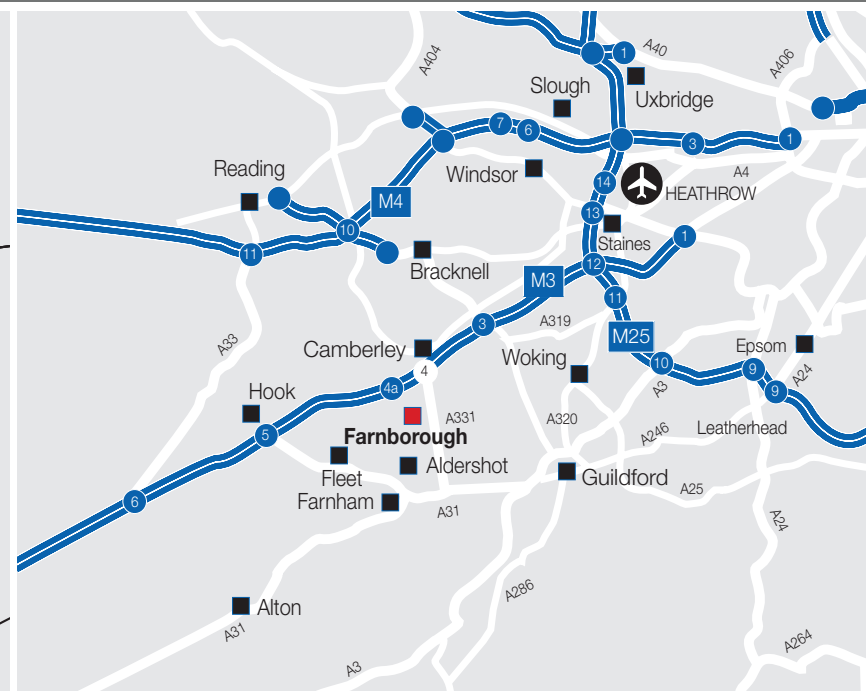 1
A40
A404
A406
Slough
Uxbridge
7
6
3
1
Reading
Windsor
14
A4
HEATHROW
M4
13
10
Staines
1
11
Bracknell
12
M3
11
3
A319
M25
A33
Camberley
Woking
10
Epsom
4
9
4a
A3
A24
9
Hook
A331
A320
Leatherhead
5
Farnborough
A246
Aldershot
Fleet
Guildford
A25
Farnham
6
A31
A24
A286
Alton
A31
A264
A3